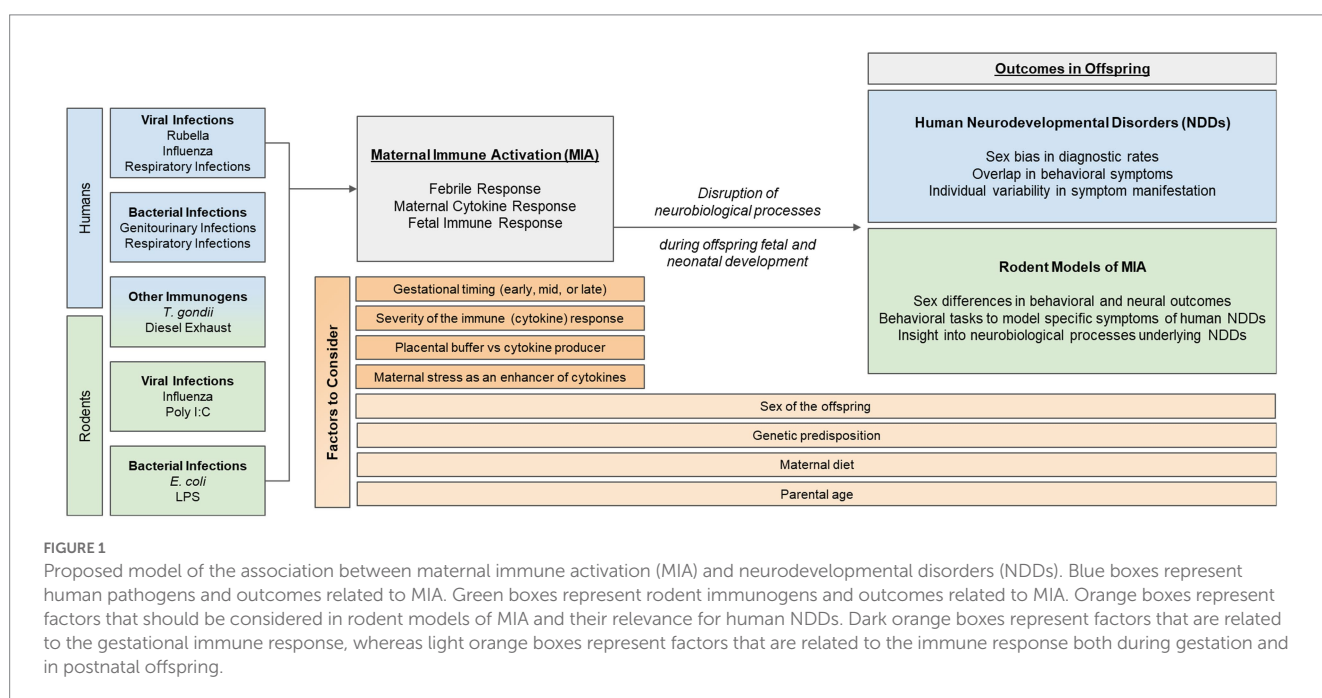 Humans
Rodents
Viral Infections
Rubella
Influenza
Respiratory Infections
Bacterial Infections
Genitourinary Infections
Respiratory Infections
Other Immunogens
T. gondii
Diesel Exhaust
Viral Infections
Influenza
Poly I:C
Bacterial Infections
E. coli
LPS
Maternal Immune Activation (MIA)
Febrile Response
Maternal Cytokine Response
Fetal Immune Response
Disruption of
neurobiological processes
during offspring fetal and
neonatal development
Outcomes in Offspring
Human Neurodevelopmental Disorders (NDDs)
Sex bias in diagnostic rates
Overlap in behavioral symptoms
Individual variability in symptom manifestation
Rodent Models of MIA
Sex differences in behavioral and neural outcomes
Behavioral tasks to model specific symptoms of human NDDs
Insight into neurobiological processes underlying NDDs
Factors to Consider
Gestational timing (early, mid, or late)
Severity of the immune (cytokine) response
Placental buffer vs cytokine producer
Maternal stress as an enhancer of cytokines
Sex of the offspring
Genetic predisposition
Maternal diet
Parental age
FIGURE 1
Proposed model of the association between maternal immune activation (MIA) and neurodevelopmental disorders (NDDs). Blue boxes represent
human pathogens and outcomes related to MIA. Green boxes represent rodent immunogens and outcomes related to MIA. Orange boxes represent
factors that should be considered in rodent models of MIA and their relevance for human NDDs. Dark orange boxes represent factors that are related
to the gestational immune response, whereas light orange boxes represent factors that are related to the immune response both during gestation and
in postnatal offspring.